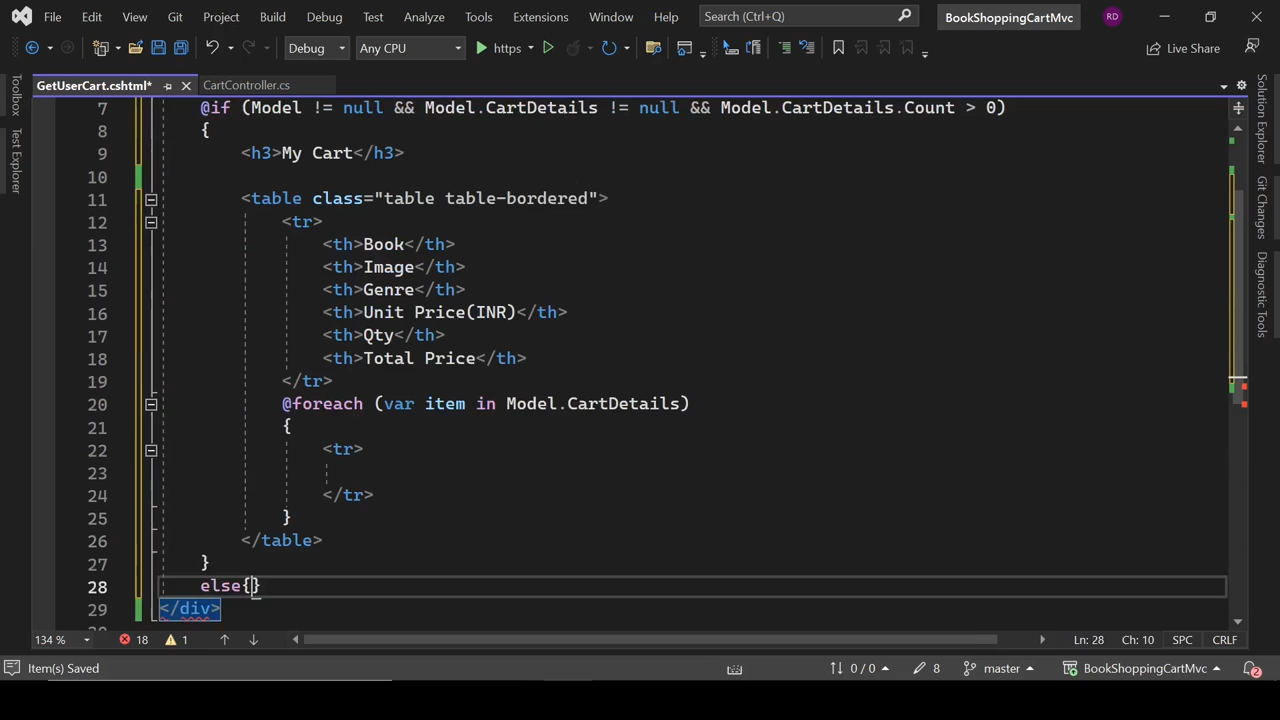 File Edit View Git Project Build Debug Test Analyze Tools Extensions Window Help Search (Ctrl+Q) BookShoppingCartMvc RD
Debug Any CPU https Live Share
GetUserCart.cshtml* CartController.cs
Toolbox
Test Explorer
Solution Explorer
Git Changes
Diagnostic Tools
7 @if (Model != null && Model.CartDetails != null && Model.CartDetails.Count > 0)
8 {
9 <h3>My Cart</h3>
10
11 <table class="table table-bordered">
12 <tr>
13 <th>Book</th>
14 <th>Image</th>
15 <th>Genre</th>
16 <th>Unit Price(INR)</th>
17 <th>Qty</th>
18 <th>Total Price</th>
19 </tr>
20 @foreach (var item in Model.CartDetails)
21 {
22 <tr>
23
24 </tr>
25 }
26 </table>
27 }
28 else{}
29 </div>
134 % 18 1 Ln: 28 Ch: 10 SPC CRLF
Item(s) Saved 0 / 0 8 master BookShoppingCartMvc 2